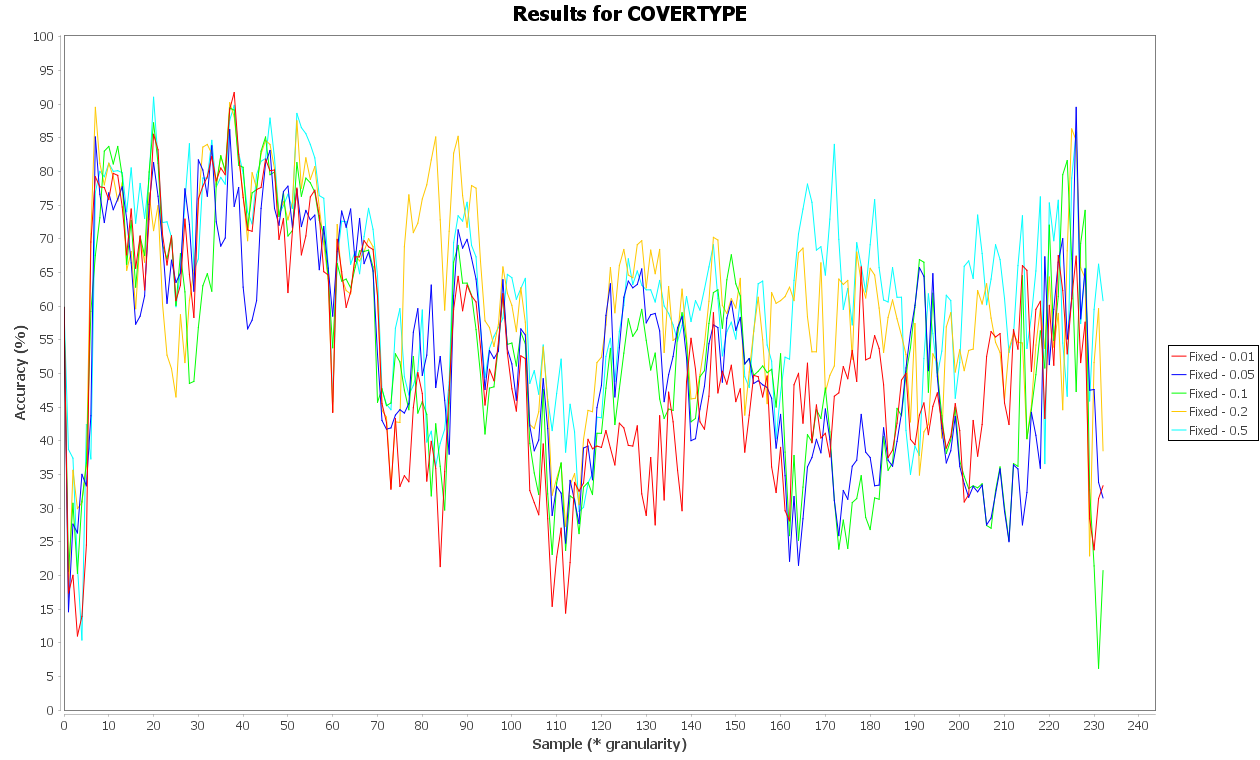 Results for COVERTYPE
Accuracy (%)
100
95
90
85
80
75
70
65
60
55
50
45
40
35
30
25
20
15
10
5
0
0 10 20 30 40 50 60 70 80 90 100 110 120 130 140 150 160 170 180 190 200 210 220 230 240
Sample (* granularity)
Fixed - 0.01
Fixed - 0.05
Fixed - 0.1
Fixed - 0.2
Fixed - 0.5